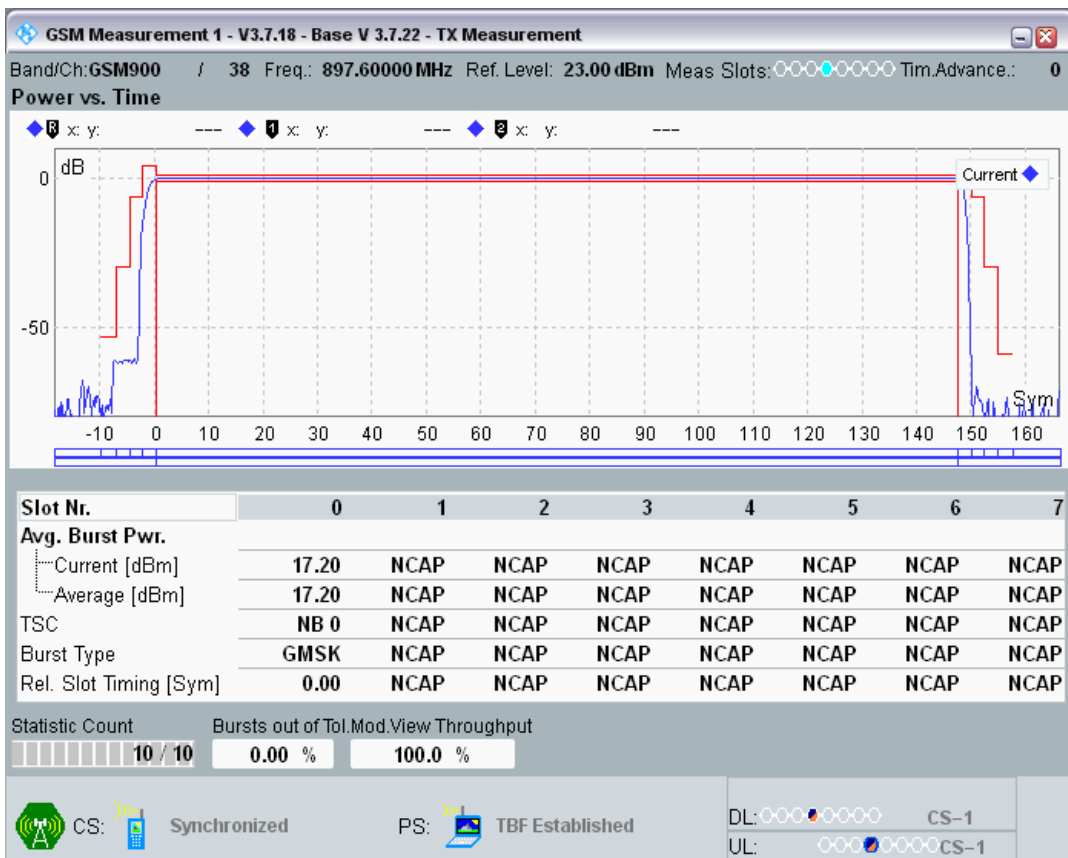 GSM Measurement 1 - V3.7.18 - Base V 3.7.22 - TX Measurement
Band/Ch:GSM900 / 38 Freq.: 897.60000 MHz Ref. Level: 23.00 dBm Meas Slots: Tim.Advance.: 0
Power vs. Time
R x: y: --- 1 x: y: --- 2 x: y: ---
dB
Current
0
-50
Sym
-10 0 10 20 30 40 50 60 70 80 90 100 110 120 130 140 150 160
Slot Nr. 0 1 2 3 4 5 6 7
Avg. Burst Pwr.
Current [dBm] 17.20 NCAP NCAP NCAP NCAP NCAP NCAP NCAP
Average [dBm] 17.20 NCAP NCAP NCAP NCAP NCAP NCAP NCAP
TSC NB 0 NCAP NCAP NCAP NCAP NCAP NCAP NCAP
Burst Type GMSK NCAP NCAP NCAP NCAP NCAP NCAP NCAP
Rel. Slot Timing [Sym] 0.00 NCAP NCAP NCAP NCAP NCAP NCAP NCAP
Statistic Count Bursts out of Tol.Mod.View Throughput
10 / 10 0.00 % 100.0 %
CS: Synchronized PS: TBF Established
DL: CS-1
UL: CS-1